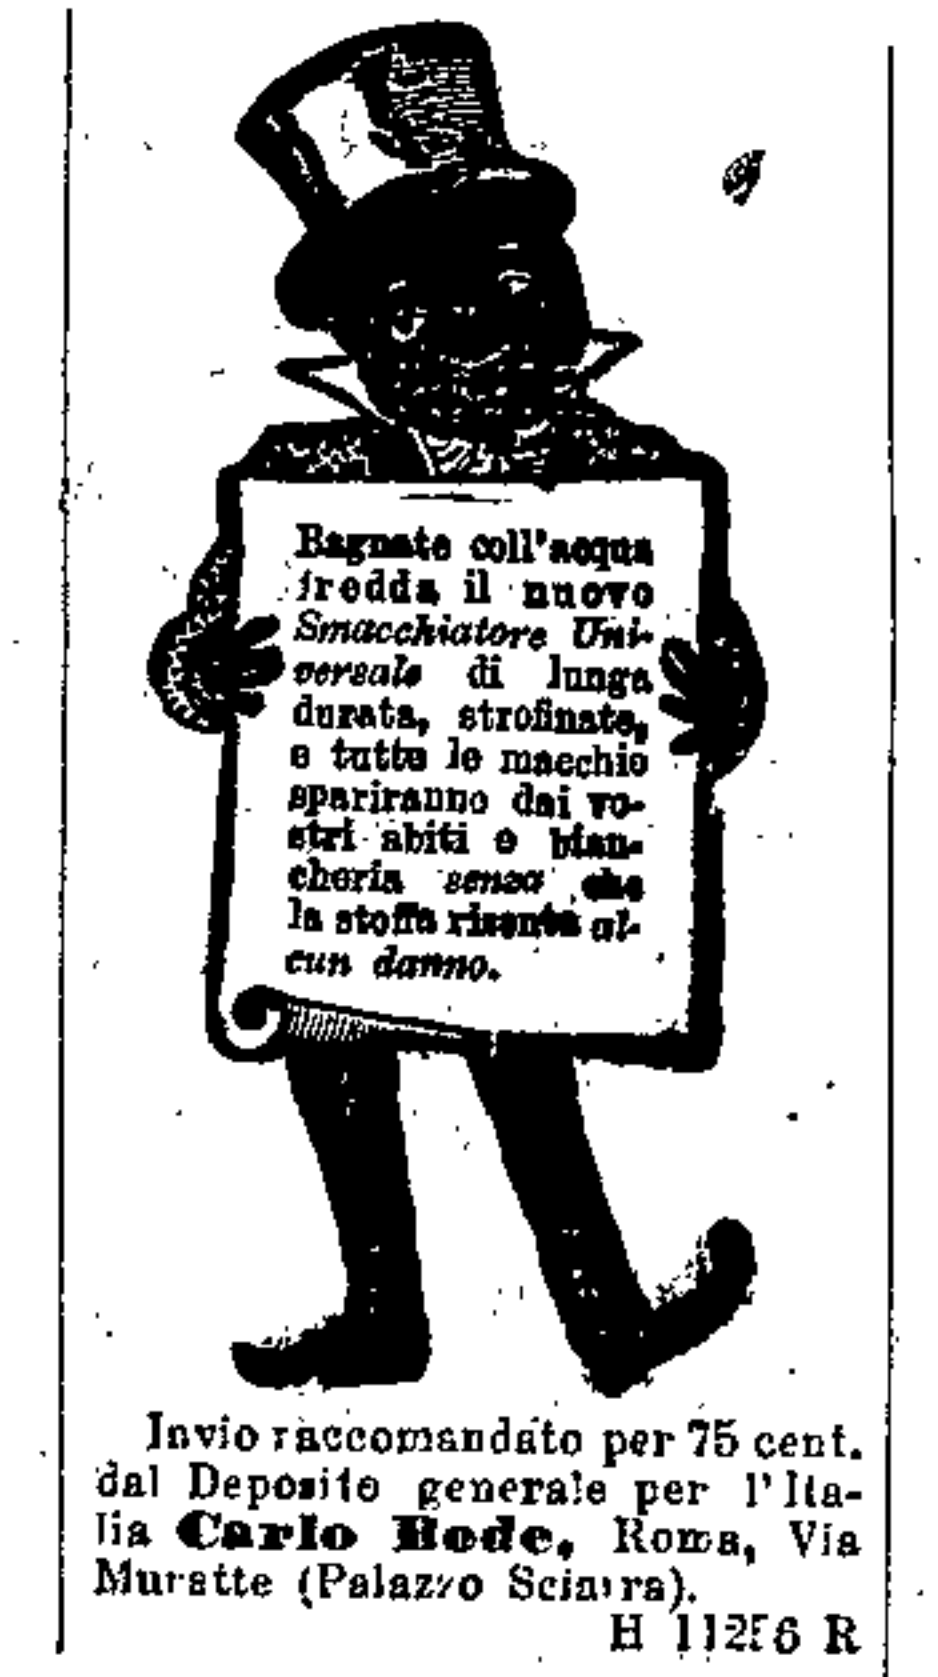 Bagnate coll'acqua
fredda il nuovo
Smacchiatore Uni-
versale di lunga
durata, strofinate,
e tutte le macchie
spariranno dai vo-
stri abiti e bian-
cheria senza che
la stoffa risenta al-
cun danno.
Invio raccomandato per 75 cent.
dal Deposito generale per l'Ita-
lia Carlo Bode, Roma, Via
Muratte (Palazzo Sciarra).
H R